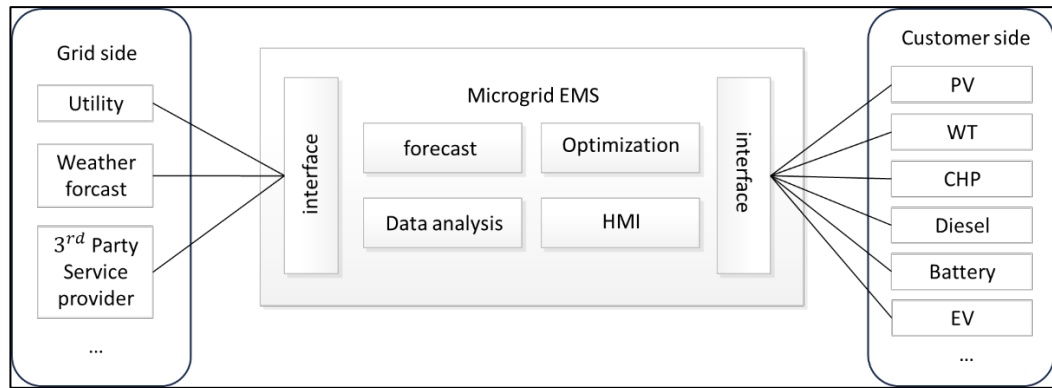 Grid side
Utility
Weather
forcast
3rd Party
Service
provider
...
interface
Microgrid EMS
forecast
Optimization
Data analysis
HMI
interface
Customer side
PV
WT
CHP
Diesel
Battery
EV
...